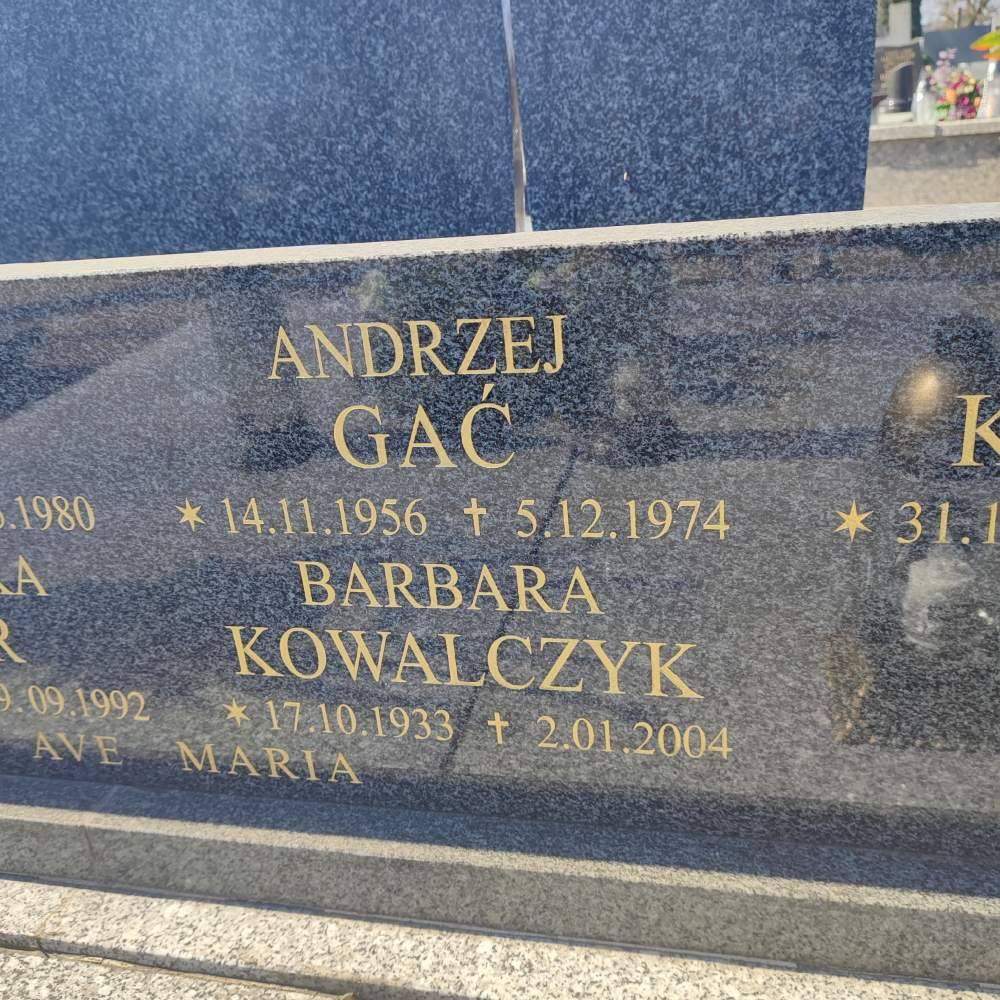 ANDRZEJ
GAĆ
✶ 14.11.1956 ✝ 5.12.1974
BARBARA
KOWALCZYK
✶ 17.10.1933 ✝ 2.01.2004
.1980
9.09.1992
AVE MARIA
K
✶ 31.1